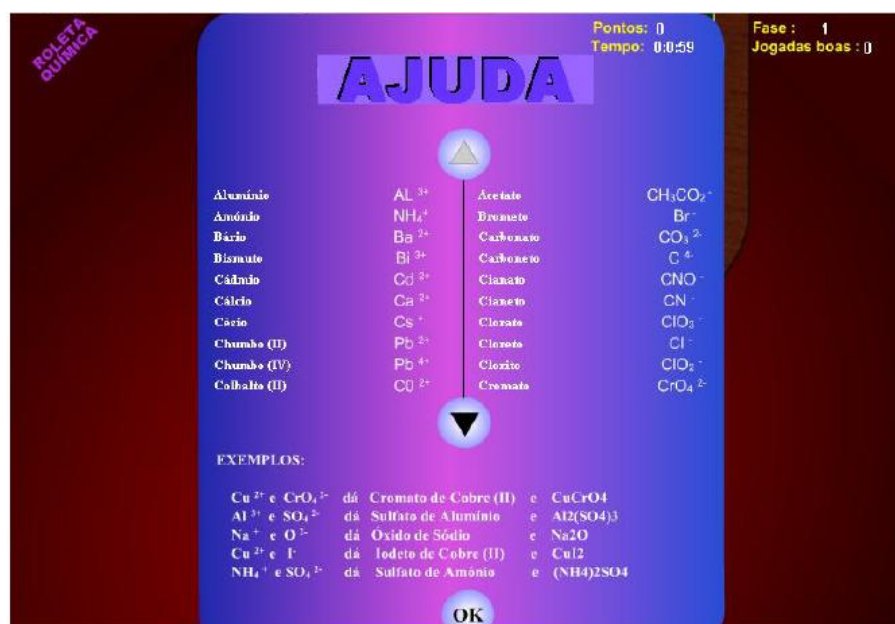 ROLETA
QUÍMICA
Pontos: 0
Tempo: 0:0:59
Fase : 1
Jogadas boas : 0
AJUDA
Alumínio AL ³⁺ Acetato CH₃CO₂⁻
Amónio NH₄⁺ Brometo Br⁻
Bário Ba ²⁺ Carbonato CO₃ ²⁻
Bismuto Bi ³⁺ Carboneto C ⁴⁻
Cádmio Cd ²⁺ Cianato CNO⁻
Cálcio Ca ²⁺ Cianeto CN⁻
Césio Cs⁺ Clorato ClO₃⁻
Chumbo (II) Pb ²⁺ Cloreto Cl⁻
Chumbo (IV) Pb ⁴⁺ Clorito ClO₂⁻
Colbalto (II) C0 ²⁺ Cromato CrO₄ ²⁻
EXEMPLOS:
Cu ²⁺ e CrO₄ ²⁻ dá Cromato de Cobre (II) e CuCrO4
Al ³⁺ e SO₄ ²⁻ dá Sulfato de Alumínio e Al2(SO4)3
Na ⁺ e O ²⁻ dá Óxido de Sódio e Na2O
Cu ²⁺ e I⁻ dá Iodeto de Cobre (II) e CuI2
NH₄ ⁺ e SO₄ ²⁻ dá Sulfato de Amónio e (NH4)2SO4
OK